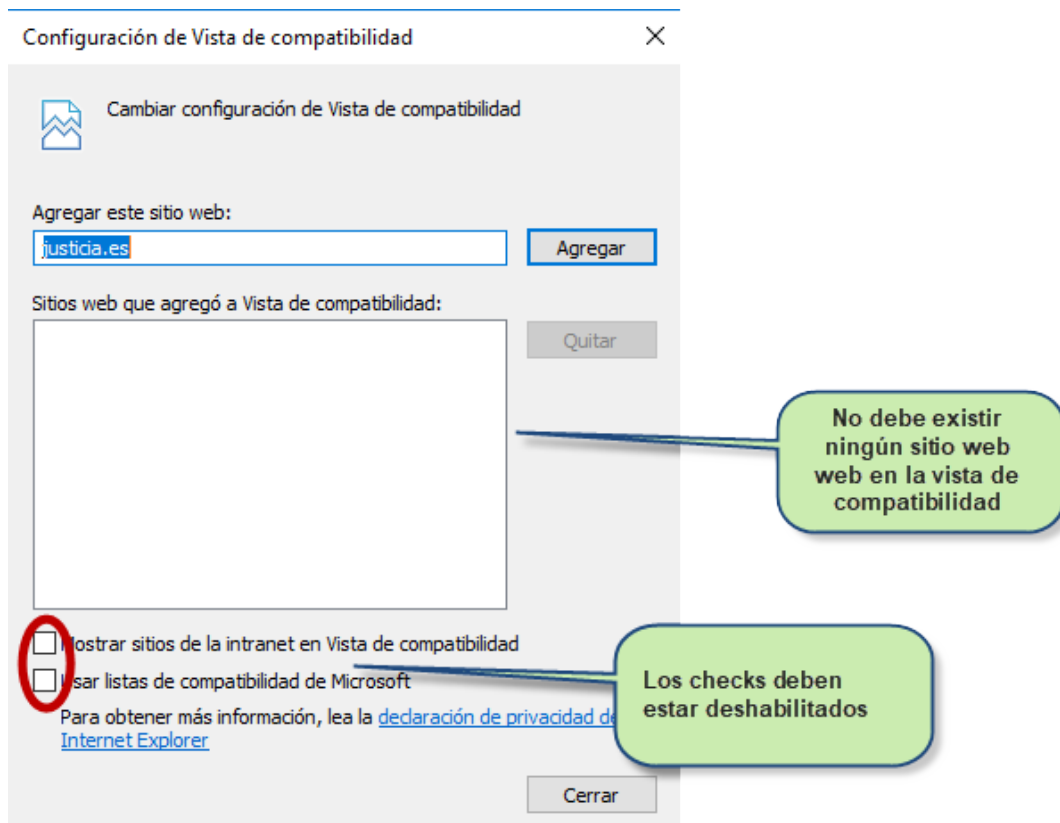 Configuración de Vista de compatibilidad
Cambiar configuración de Vista de compatibilidad
Agregar este sitio web:
justicia.es
Agregar
Sitios web que agregó a Vista de compatibilidad:
Quitar
No debe existir
ningún sitio web
web en la vista de
compatibilidad
Mostrar sitios de la intranet en Vista de compatibilidad
Usar listas de compatibilidad de Microsoft
Los checks deben
estar deshabilitados
Para obtener más información, lea la declaración de privacidad de
Internet Explorer
Cerrar